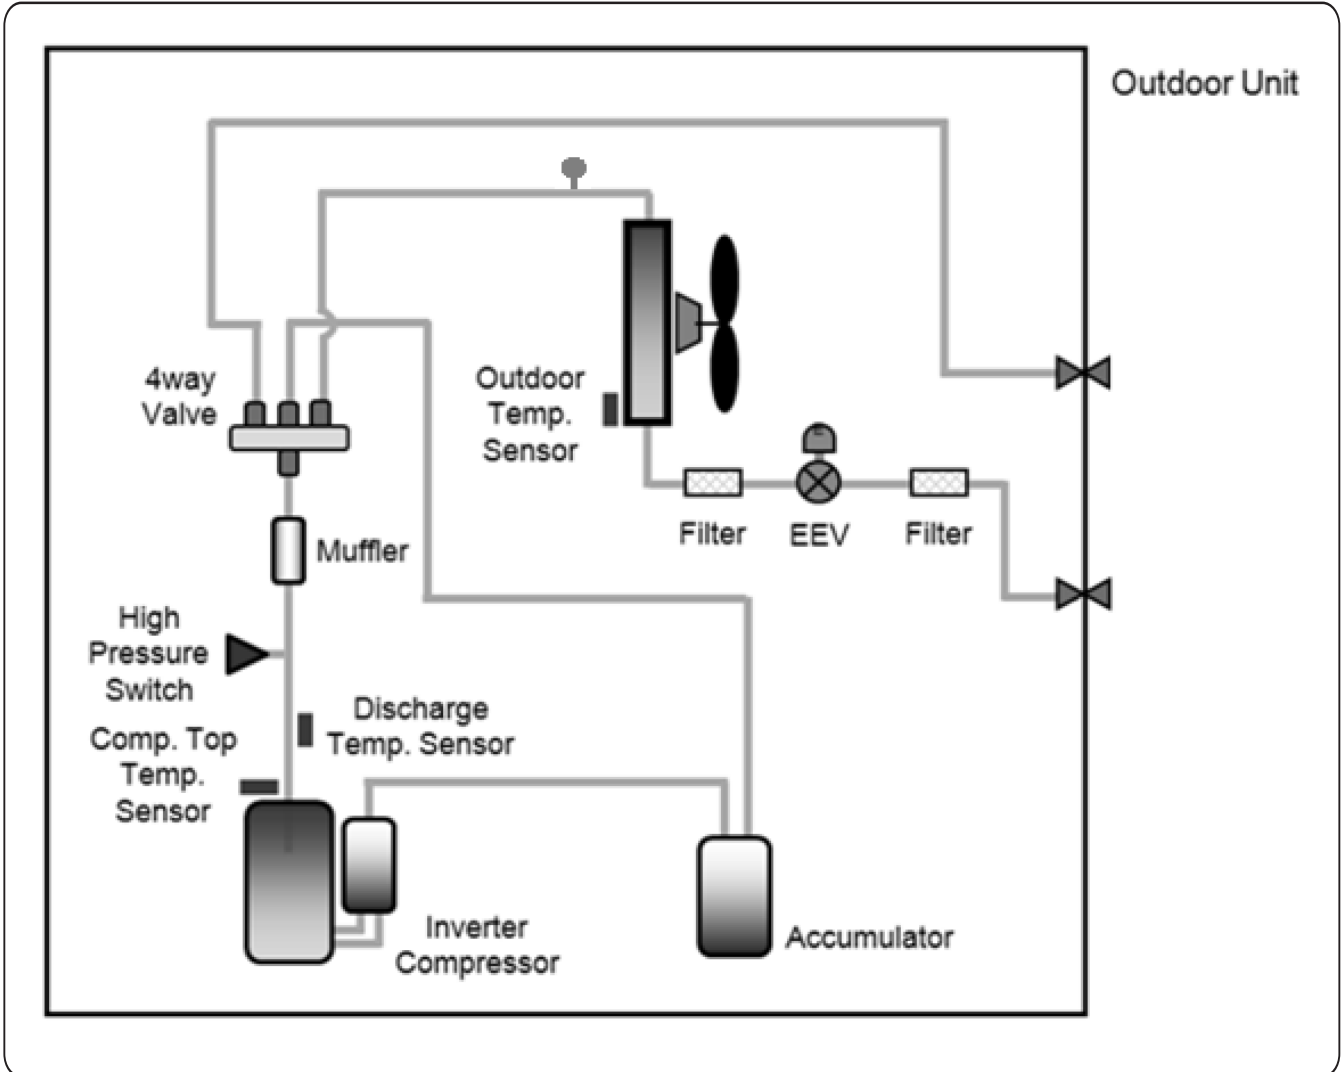 Outdoor Unit
4way
Valve
Outdoor
Temp.
Sensor
Filter
EEV
Filter
Muffler
High
Pressure
Switch
Discharge
Temp. Sensor
Comp. Top
Temp.
Sensor
Inverter
Compressor
Accumulator